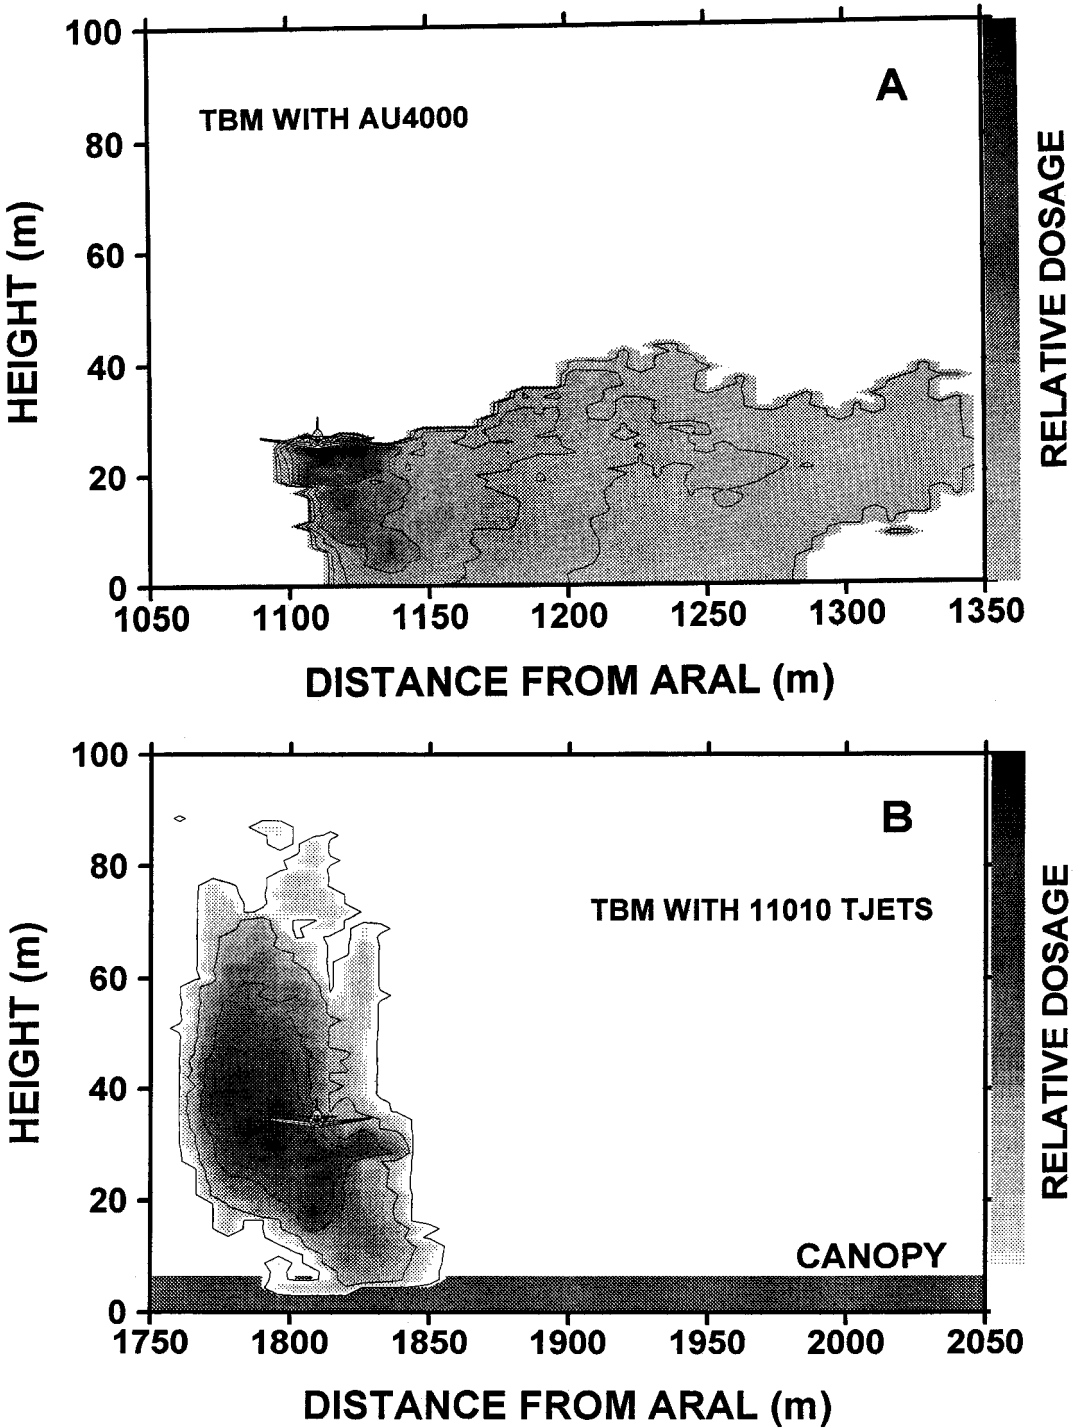 100
80
60
40
20
0
HEIGHT (m)
A
TBM WITH AU4000
RELATIVE DOSAGE
1050 1100 1150 1200 1250 1300 1350
DISTANCE FROM ARAL (m)
100
80
60
40
20
0
HEIGHT (m)
B
TBM WITH 11010 TJETS
CANOPY
RELATIVE DOSAGE
1750 1800 1850 1900 1950 2000 2050
DISTANCE FROM ARAL (m)